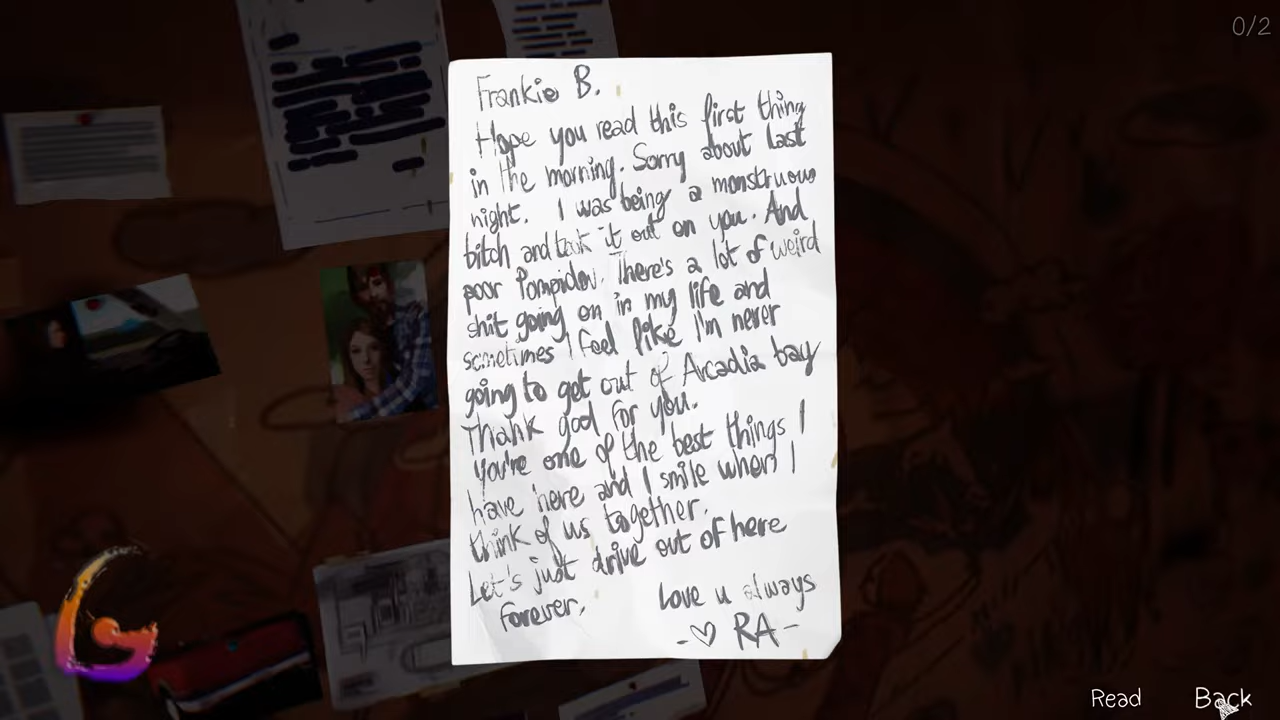 0/2
Frankie B.
Hope you read this first thing
in the morning. Sorry about last
night. I was being a monstruous
bitch and took it out on you. And
poor Pompidou. There's a lot of weird
shit going on in my life and
sometimes I feel like I'm never
going to get out of Arcadia bay
Thank god for you.
You're one of the best things I
have here and I smile when I
think of us together.
Let's just drive out of here
forever.
Love u always
-♡ RA-
Read
Back